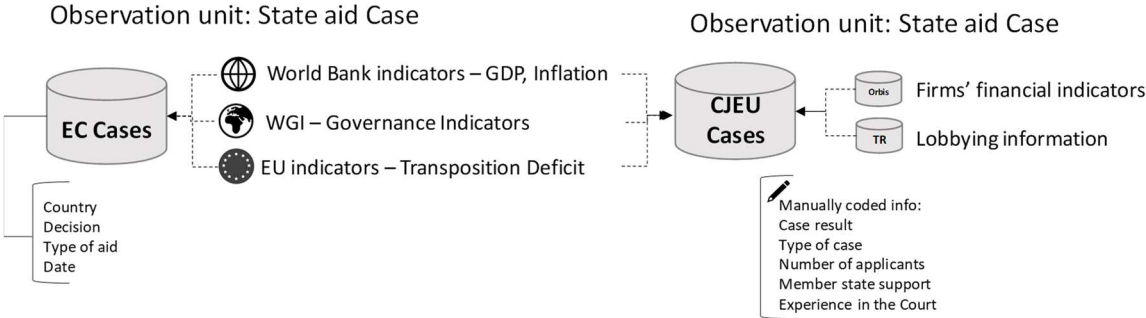 Observation unit: State aid Case
EC Cases
World Bank indicators – GDP, Inflation
WGI – Governance Indicators
EU indicators – Transposition Deficit
Country
Decision
Type of aid
Date
Observation unit: State aid Case
CJEU
Cases
Orbis
Firms’ financial indicators
TR
Lobbying information
Manually coded info:
Case result
Type of case
Number of applicants
Member state support
Experience in the Court